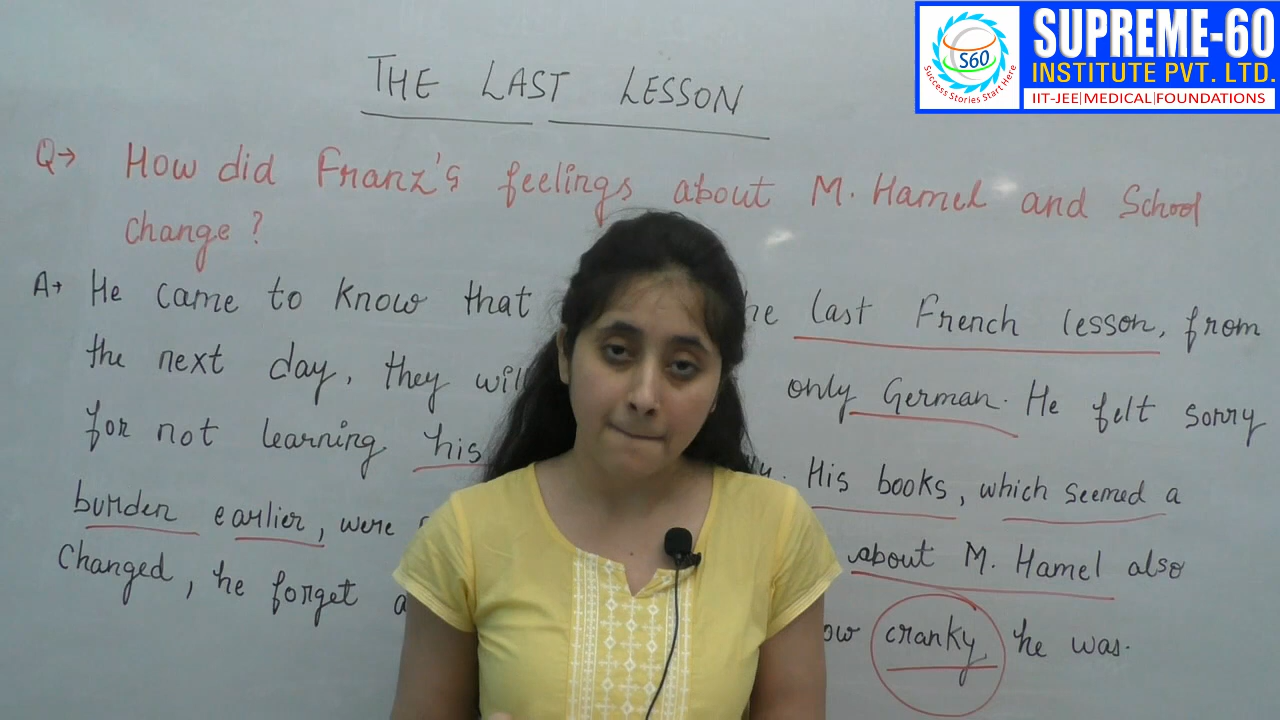 SUPREME-60
INSTITUTE PVT. LTD.
IIT-JEE|MEDICAL|FOUNDATIONS
S60
Success Stories Start Here
THE LAST LESSON
Q→ How did Franz's feelings about M. Hamel and School
change?
A→ He came to know that he last French lesson, from
the next day, they will only German. He felt sorry
for not learning his His books, which seemed a
burden earlier, were about M. Hamel also
changed, he forget cranky he was.